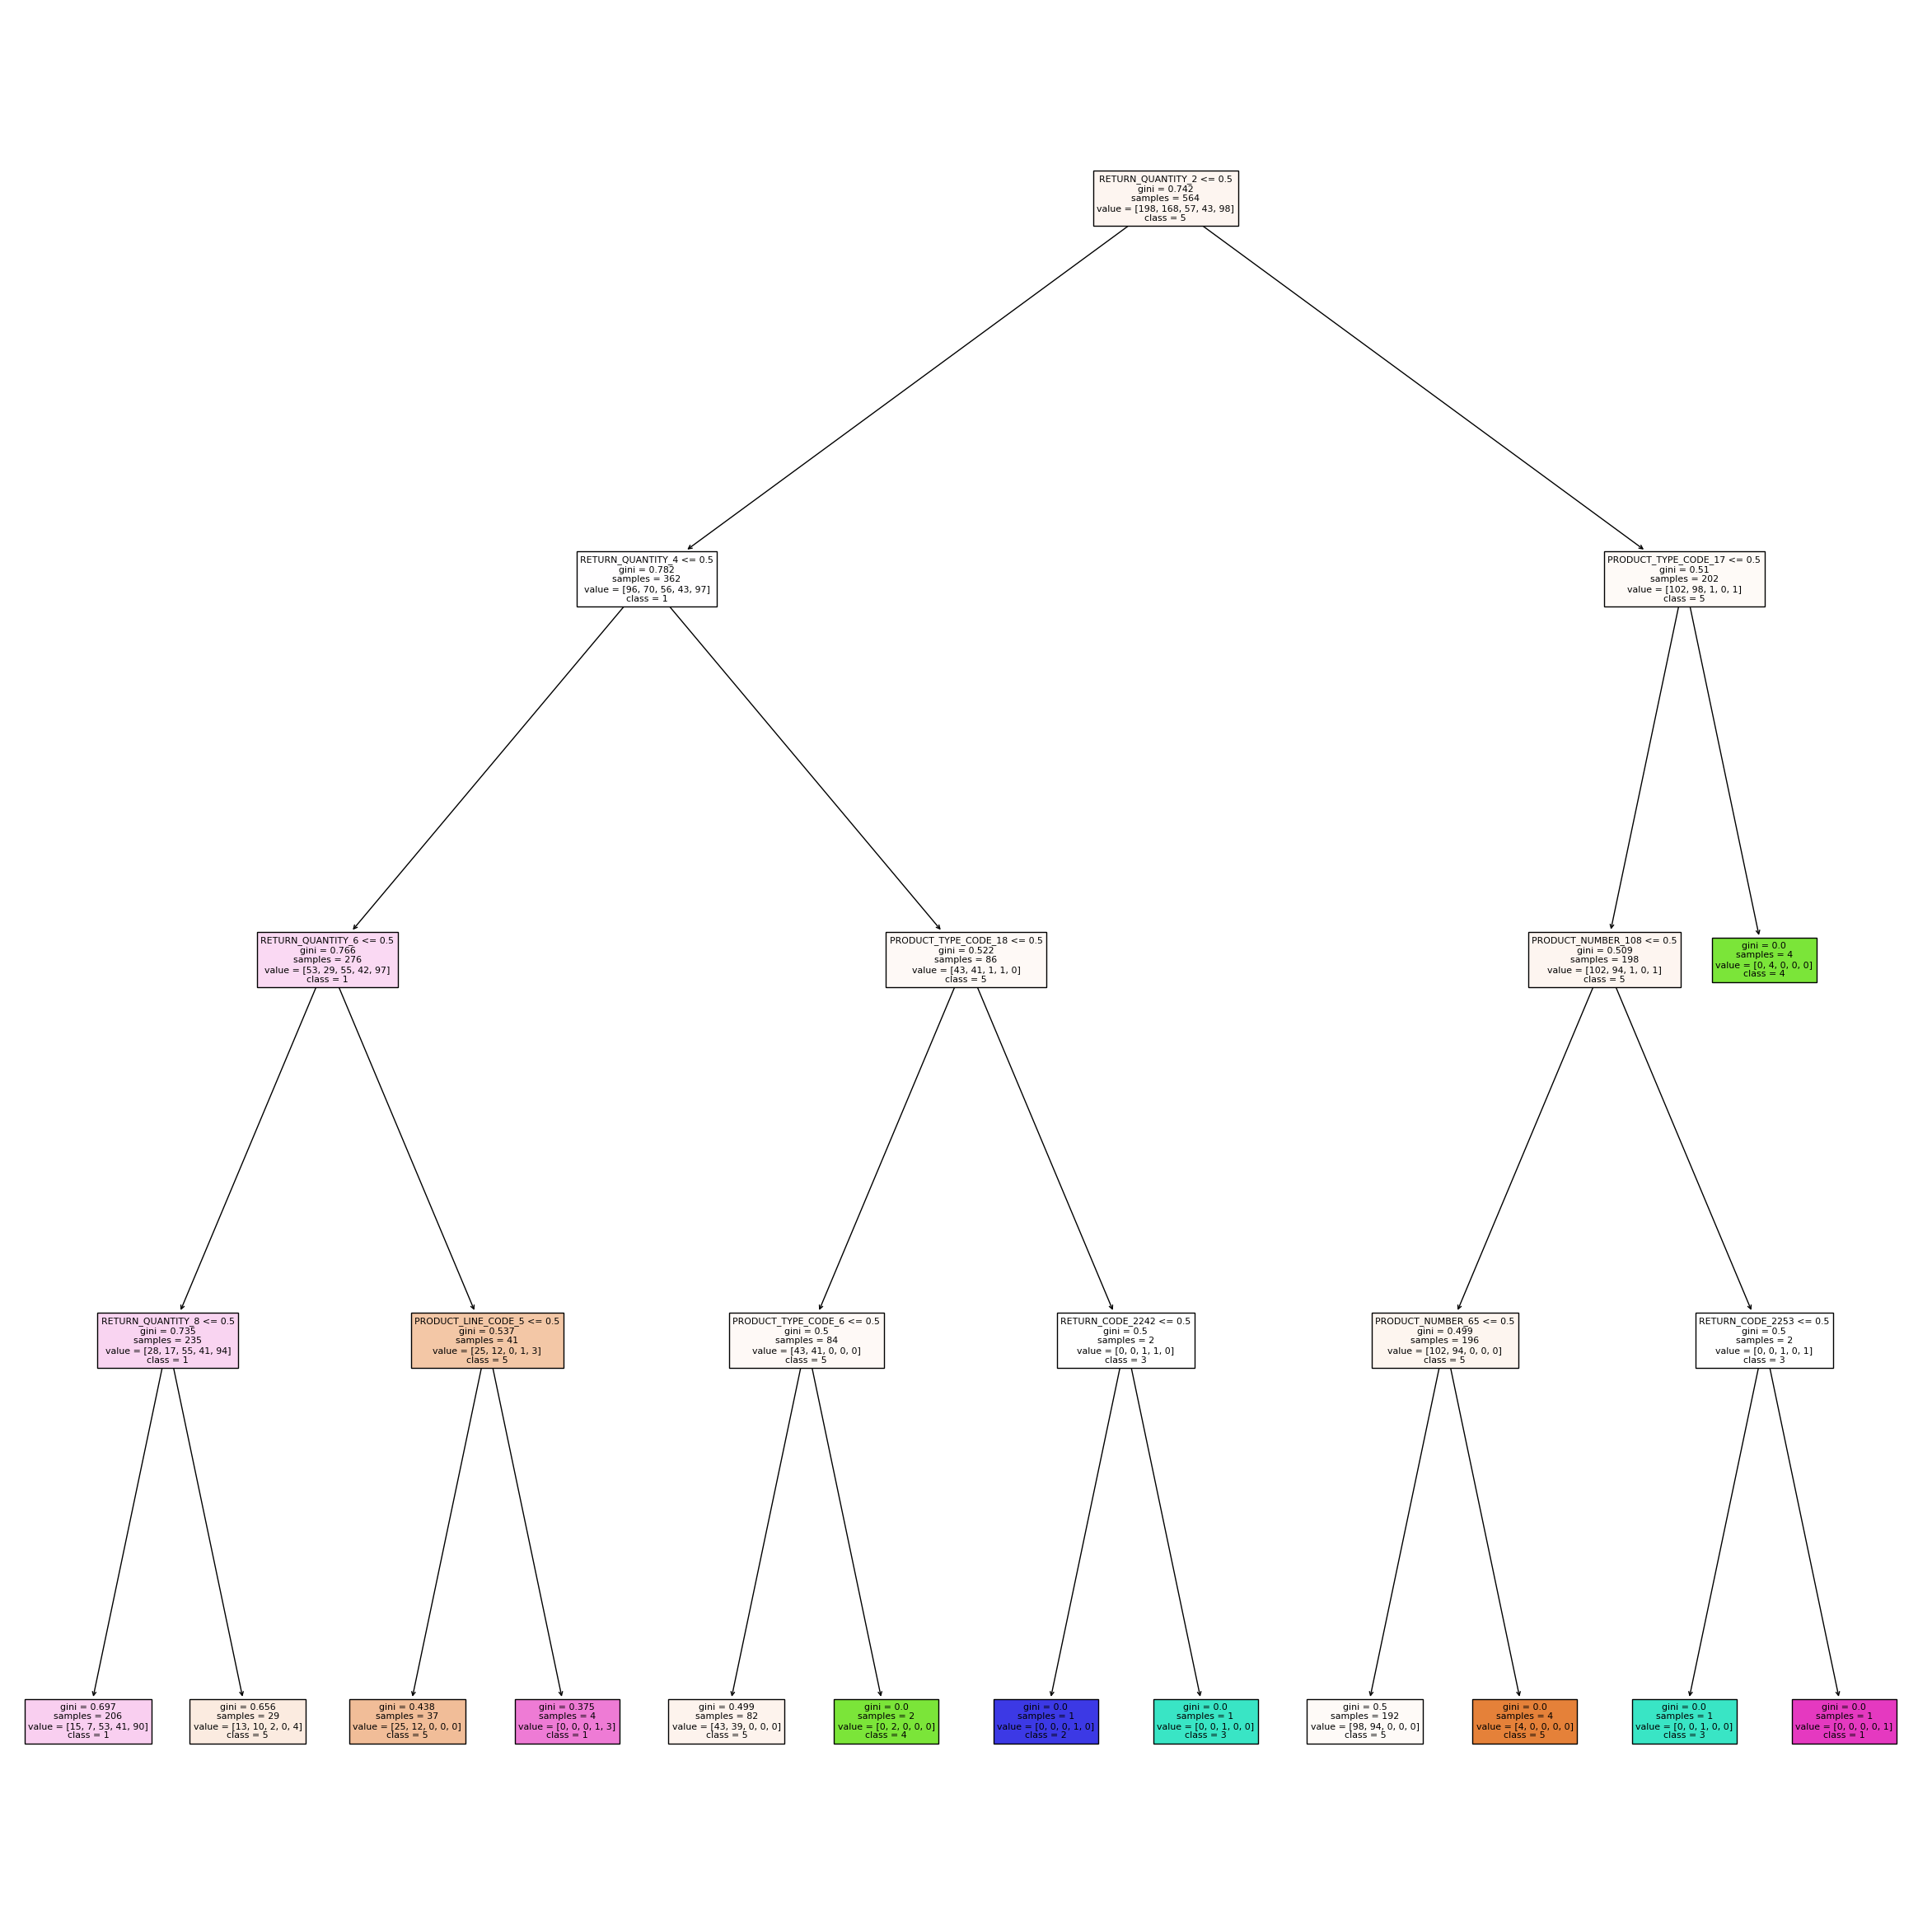 RETURN_QUANTITY_2 <= 0.5
gini = 0.742
samples = 564
value = [198, 168, 57, 43, 98]
class = 5
RETURN_QUANTITY_4 <= 0.5
gini = 0.782
samples = 362
value = [96, 70, 56, 43, 97]
class = 1
PRODUCT_TYPE_CODE_17 <= 0.5
gini = 0.51
samples = 202
value = [102, 98, 1, 0, 1]
class = 5
RETURN_QUANTITY_6 <= 0.5
gini = 0.766
samples = 276
value = [53, 29, 55, 42, 97]
class = 1
PRODUCT_TYPE_CODE_18 <= 0.5
gini = 0.522
samples = 86
value = [43, 41, 1, 1, 0]
class = 5
PRODUCT_NUMBER_108 <= 0.5
gini = 0.509
samples = 198
value = [102, 94, 1, 0, 1]
class = 5
gini = 0.0
samples = 4
value = [0, 4, 0, 0, 0]
class = 4
RETURN_QUANTITY_8 <= 0.5
gini = 0.735
samples = 235
value = [28, 17, 55, 41, 94]
class = 1
PRODUCT_LINE_CODE_5 <= 0.5
gini = 0.537
samples = 41
value = [25, 12, 0, 1, 3]
class = 5
PRODUCT_TYPE_CODE_6 <= 0.5
gini = 0.5
samples = 84
value = [43, 41, 0, 0, 0]
class = 5
RETURN_CODE_2242 <= 0.5
gini = 0.5
samples = 2
value = [0, 0, 1, 1, 0]
class = 3
PRODUCT_NUMBER_65 <= 0.5
gini = 0.499
samples = 196
value = [102, 94, 0, 0, 0]
class = 5
RETURN_CODE_2253 <= 0.5
gini = 0.5
samples = 2
value = [0, 0, 1, 0, 1]
class = 3
gini = 0.697
samples = 206
value = [15, 7, 53, 41, 90]
class = 1
gini = 0.656
samples = 29
value = [13, 10, 2, 0, 4]
class = 5
gini = 0.438
samples = 37
value = [25, 12, 0, 0, 0]
class = 5
gini = 0.375
samples = 4
value = [0, 0, 0, 1, 3]
class = 1
gini = 0.499
samples = 82
value = [43, 39, 0, 0, 0]
class = 5
gini = 0.0
samples = 2
value = [0, 2, 0, 0, 0]
class = 4
gini = 0.0
samples = 1
value = [0, 0, 0, 1, 0]
class = 2
gini = 0.0
samples = 1
value = [0, 0, 1, 0, 0]
class = 3
gini = 0.5
samples = 192
value = [98, 94, 0, 0, 0]
class = 5
gini = 0.0
samples = 4
value = [4, 0, 0, 0, 0]
class = 5
gini = 0.0
samples = 1
value = [0, 0, 1, 0, 0]
class = 3
gini = 0.0
samples = 1
value = [0, 0, 0, 0, 1]
class = 1